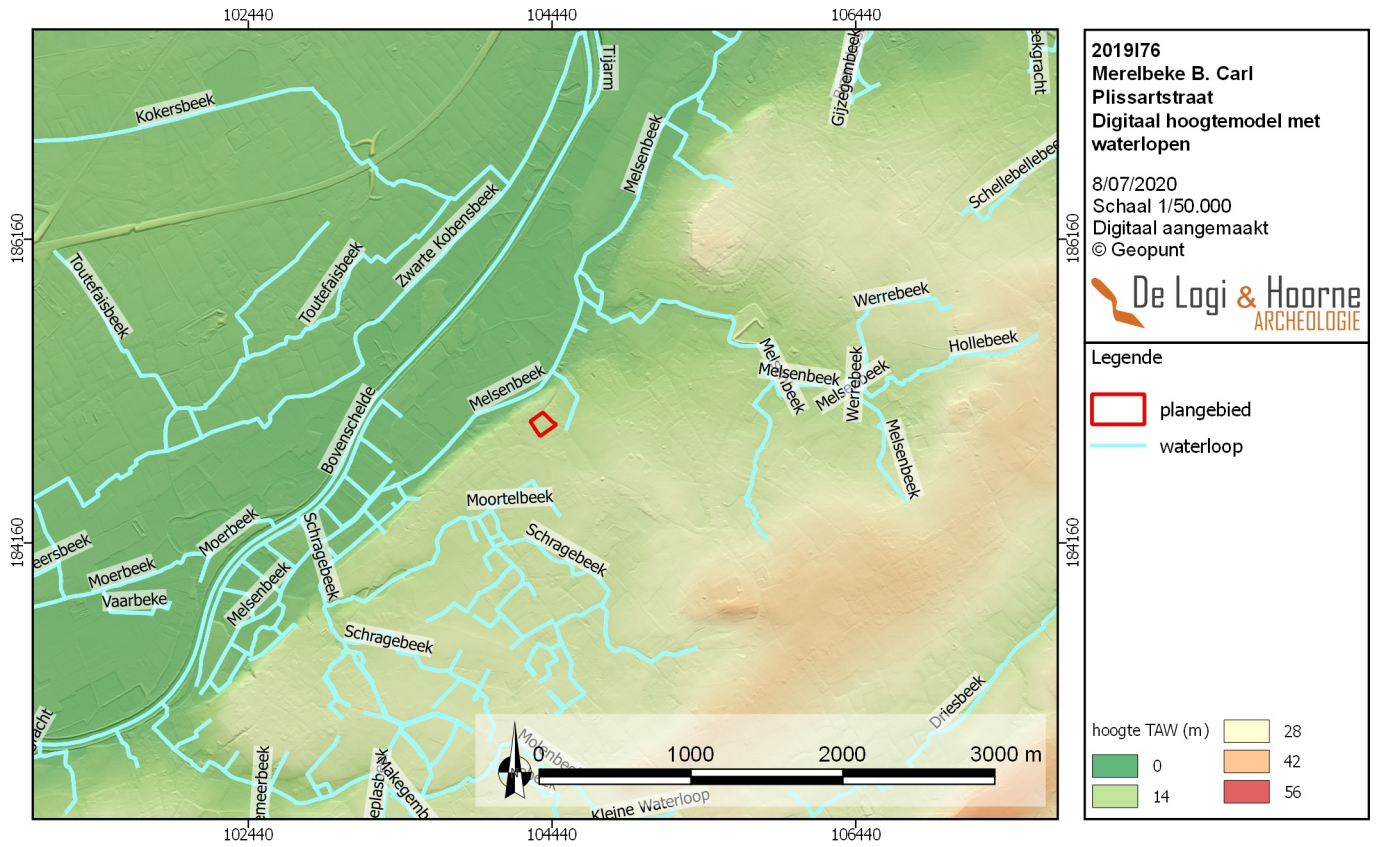 102440
104440
106440
186160
184160
186160
184160
Tijarm
Gijzegembeek
Kokersbeek
Melsenbeek
Schellebellebee
Zwarte Kobensbeek
Toutefaisbeek
Toutefaisbeek
Werrebeek
Hollebeek
Melsenbeek
Melsenbeek
Melsenbeek
Melsenbeek
Werrebeek
Bovenschelde
Melsenbeek
Moortelbeek
Schragebeek
Schragebeek
Moerbeek
eersbeek
Moerbeek
Vaarbeke
Melsenbeek
Schragebeek
Driesbeek
Kleine Waterloop
0 1000 2000 3000 m
102440
104440
106440
2019I76
Merelbeke B. Carl
Plissartstraat
Digitaal hoogtemodel met
waterlopen
8/07/2020
Schaal 1/50.000
Digitaal aangemaakt
© Geopunt
De Logi & Hoorne
ARCHEOLOGIE
Legende
plangebied
waterloop
hoogte TAW (m)
0
14
28
42
56